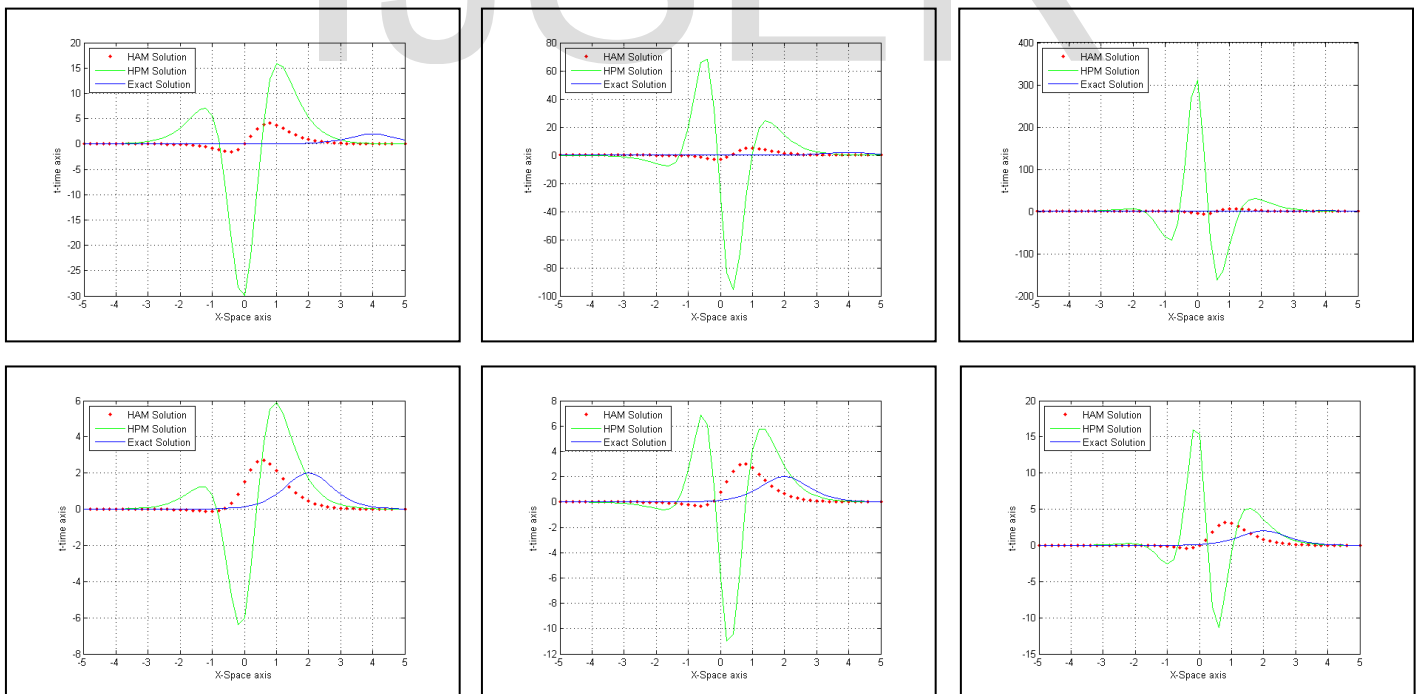 IJSER
20
15
10
5
0
-5
-10
-15
-20
-25
-30
-5 -4 -3 -2 -1 0 1 2 3 4 5
X-Space axis
t-time axis
HAM Solution
HPM Solution
Exact Solution
80
60
40
20
0
-20
-40
-60
-80
-100
-5 -4 -3 -2 -1 0 1 2 3 4 5
X-Space axis
t-time axis
HAM Solution
HPM Solution
Exact Solution
400
300
200
100
0
-100
-200
-5 -4 -3 -2 -1 0 1 2 3 4 5
X-Space axis
t-time axis
HAM Solution
HPM Solution
Exact Solution
6
4
2
0
-2
-4
-6
-8
-5 -4 -3 -2 -1 0 1 2 3 4 5
X-Space axis
t-time axis
HAM Solution
HPM Solution
Exact Solution
8
6
4
2
0
-2
-4
-6
-8
-10
-12
-5 -4 -3 -2 -1 0 1 2 3 4 5
X-Space axis
t-time axis
HAM Solution
HPM Solution
Exact Solution
20
15
10
5
0
-5
-10
-15
-5 -4 -3 -2 -1 0 1 2 3 4 5
X-Space axis
t-time axis
HAM Solution
HPM Solution
Exact Solution